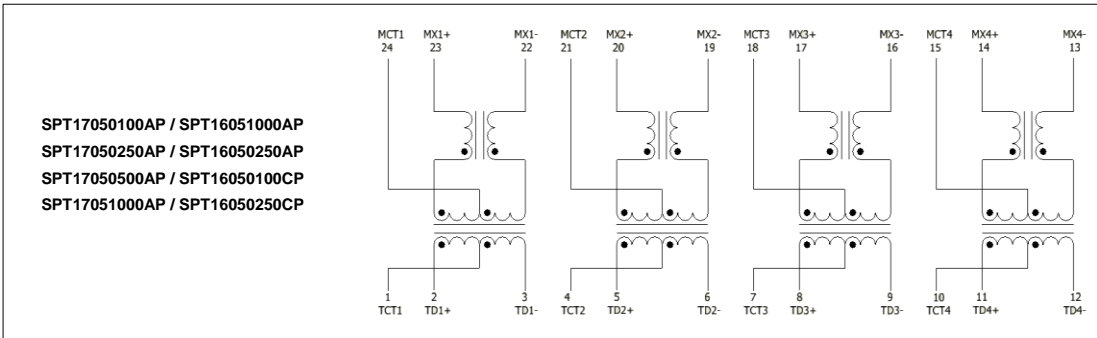 SPT17050100AP / SPT16051000AP
SPT17050250AP / SPT16050250AP
SPT17050500AP / SPT16050100CP
SPT17051000AP / SPT16050250CP
MCT1 MX1+ MX1- MCT2 MX2+ MX2- MCT3 MX3+ MX3- MCT4 MX4+ MX4-
24 23 22 21 20 19 18 17 16 15 14 13
1 2 3 4 5 6 7 8 9 10 11 12
TCT1 TD1+ TD1- TCT2 TD2+ TD2- TCT3 TD3+ TD3- TCT4 TD4+ TD4-